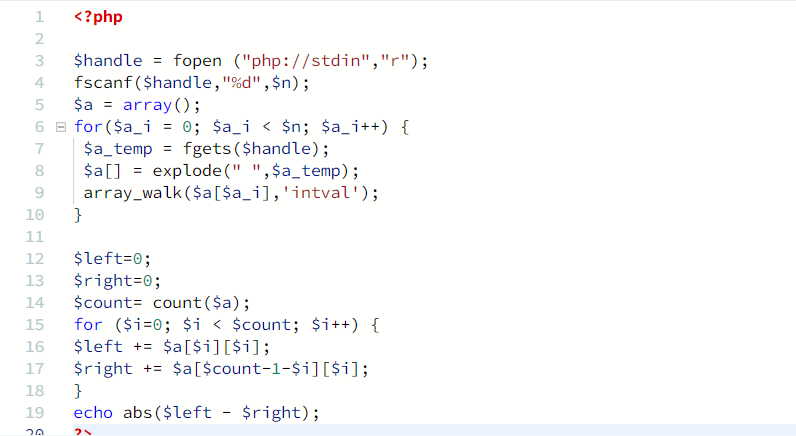 1 <?php
2
3 $handle = fopen ("php://stdin","r");
4 fscanf($handle,"%d",$n);
5 $a = array();
6 for($a_i = 0; $a_i < $n; $a_i++) {
7 $a_temp = fgets($handle);
8 $a[] = explode(" ",$a_temp);
9 array_walk($a[$a_i],'intval');
10 }
11
12 $left=0;
13 $right=0;
14 $count= count($a);
15 for ($i=0; $i < $count; $i++) {
16 $left += $a[$i][$i];
17 $right += $a[$count-1-$i][$i];
18 }
19 echo abs($left - $right);
20 ?>